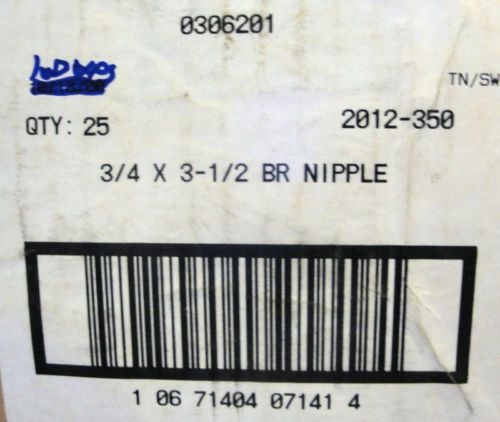 0306201
TN/SW
QTY: 25
2012-350
3/4 X 3-1/2 BR NIPPLE
1 06 71404 07141 4